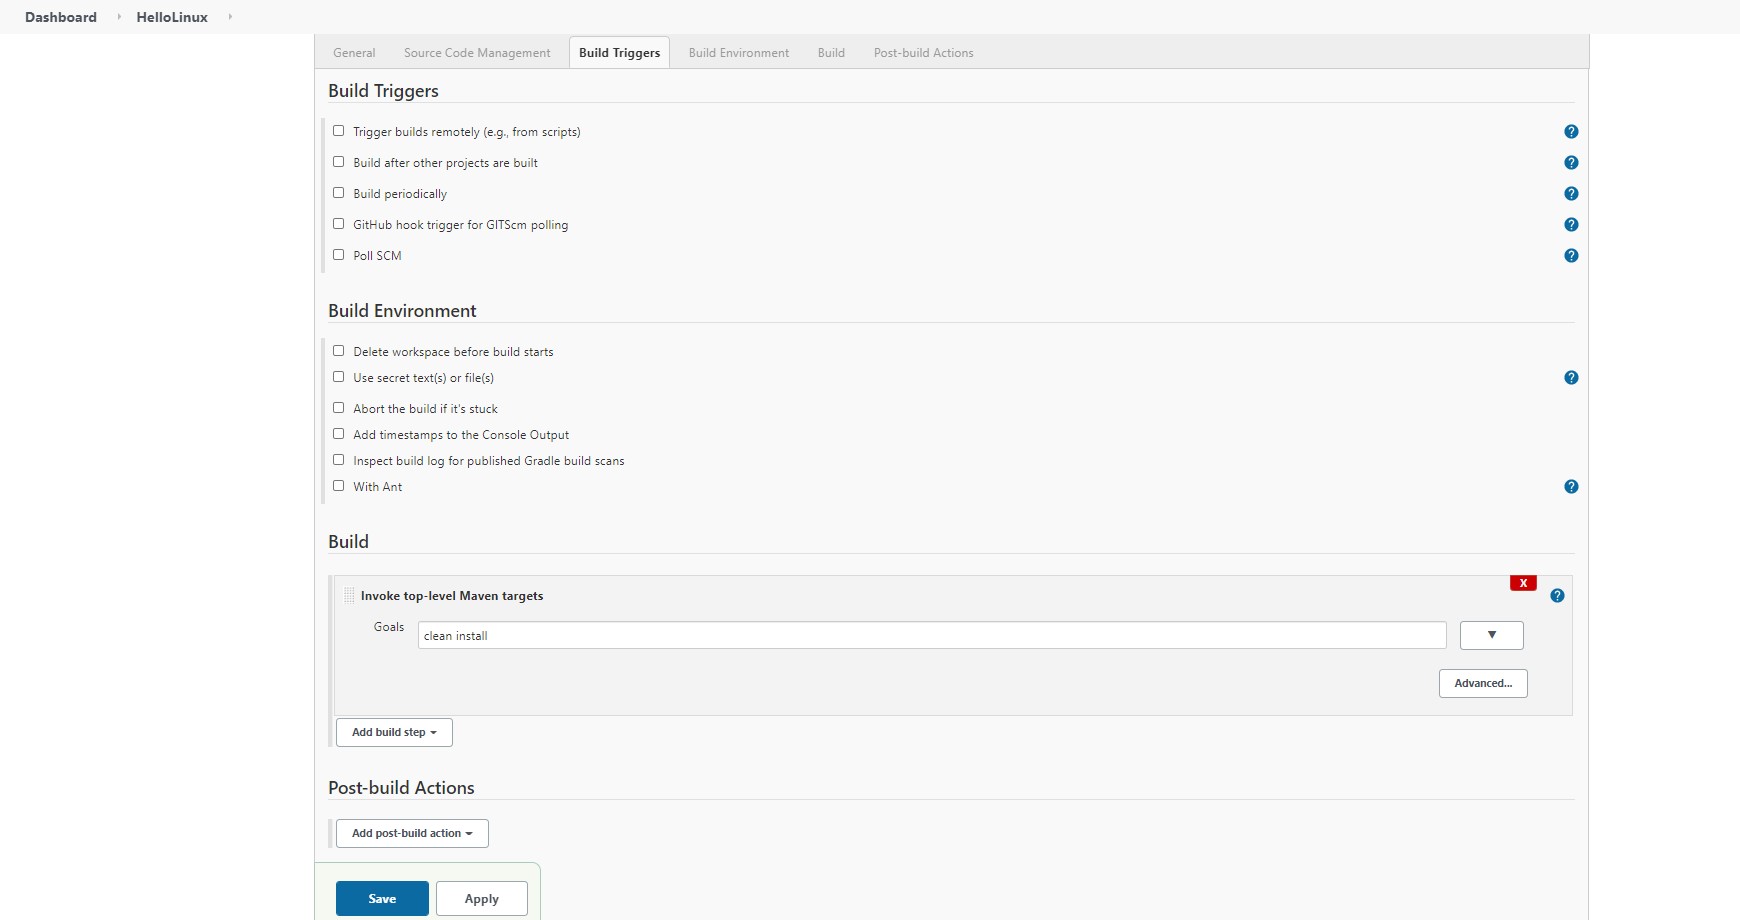 Dashboard HelloLinux
General Source Code Management Build Triggers Build Environment Build Post-build Actions
Build Triggers
Trigger builds remotely (e.g., from scripts) ?
Build after other projects are built ?
Build periodically ?
GitHub hook trigger for GITScm polling ?
Poll SCM ?
Build Environment
Delete workspace before build starts
Use secret text(s) or file(s) ?
Abort the build if it's stuck
Add timestamps to the Console Output
Inspect build log for published Gradle build scans
With Ant ?
Build
X
Invoke top-level Maven targets ?
Goals clean install
Advanced...
Add build step
Post-build Actions
Add post-build action
Save Apply